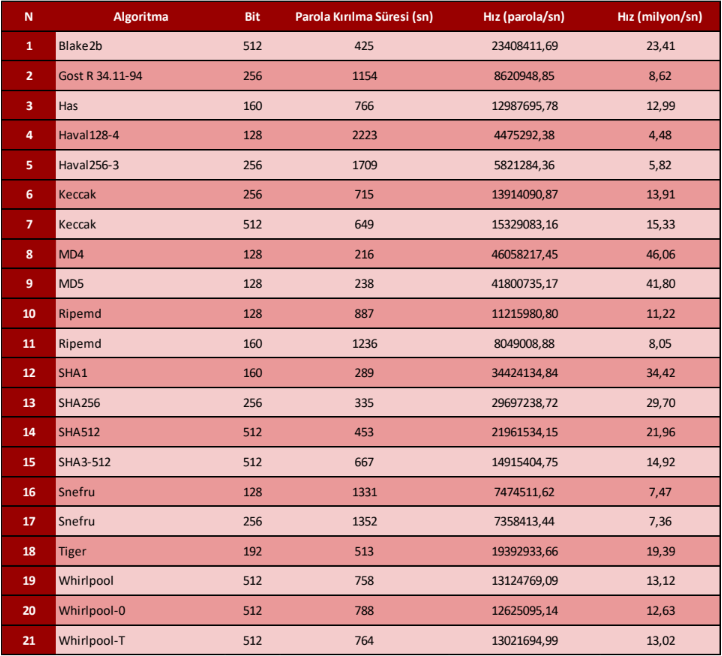 N Algoritma Bit Parola Kırılma Süresi (sn) Hız (parola/sn) Hız (milyon/sn)
1 Blake2b 512 425 23408411,69 23,41
2 Gost R 34.11-94 256 1154 8620948,85 8,62
3 Has 160 766 12987695,78 12,99
4 Haval128-4 128 2223 4475292,38 4,48
5 Haval256-3 256 1709 5821284,36 5,82
6 Keccak 256 715 13914090,87 13,91
7 Keccak 512 649 15329083,16 15,33
8 MD4 128 216 46058217,45 46,06
9 MD5 128 238 41800735,17 41,80
10 Ripemd 128 887 11215980,80 11,22
11 Ripemd 160 1236 8049008,88 8,05
12 SHA1 160 289 34424134,84 34,42
13 SHA256 256 335 29697238,72 29,70
14 SHA512 512 453 21961534,15 21,96
15 SHA3-512 512 667 14915404,75 14,92
16 Snefru 128 1331 7474511,62 7,47
17 Snefru 256 1352 7358413,44 7,36
18 Tiger 192 513 19392933,66 19,39
19 Whirlpool 512 758 13124769,09 13,12
20 Whirlpool-0 512 788 12625095,14 12,63
21 Whirlpool-T 512 764 13021694,99 13,02